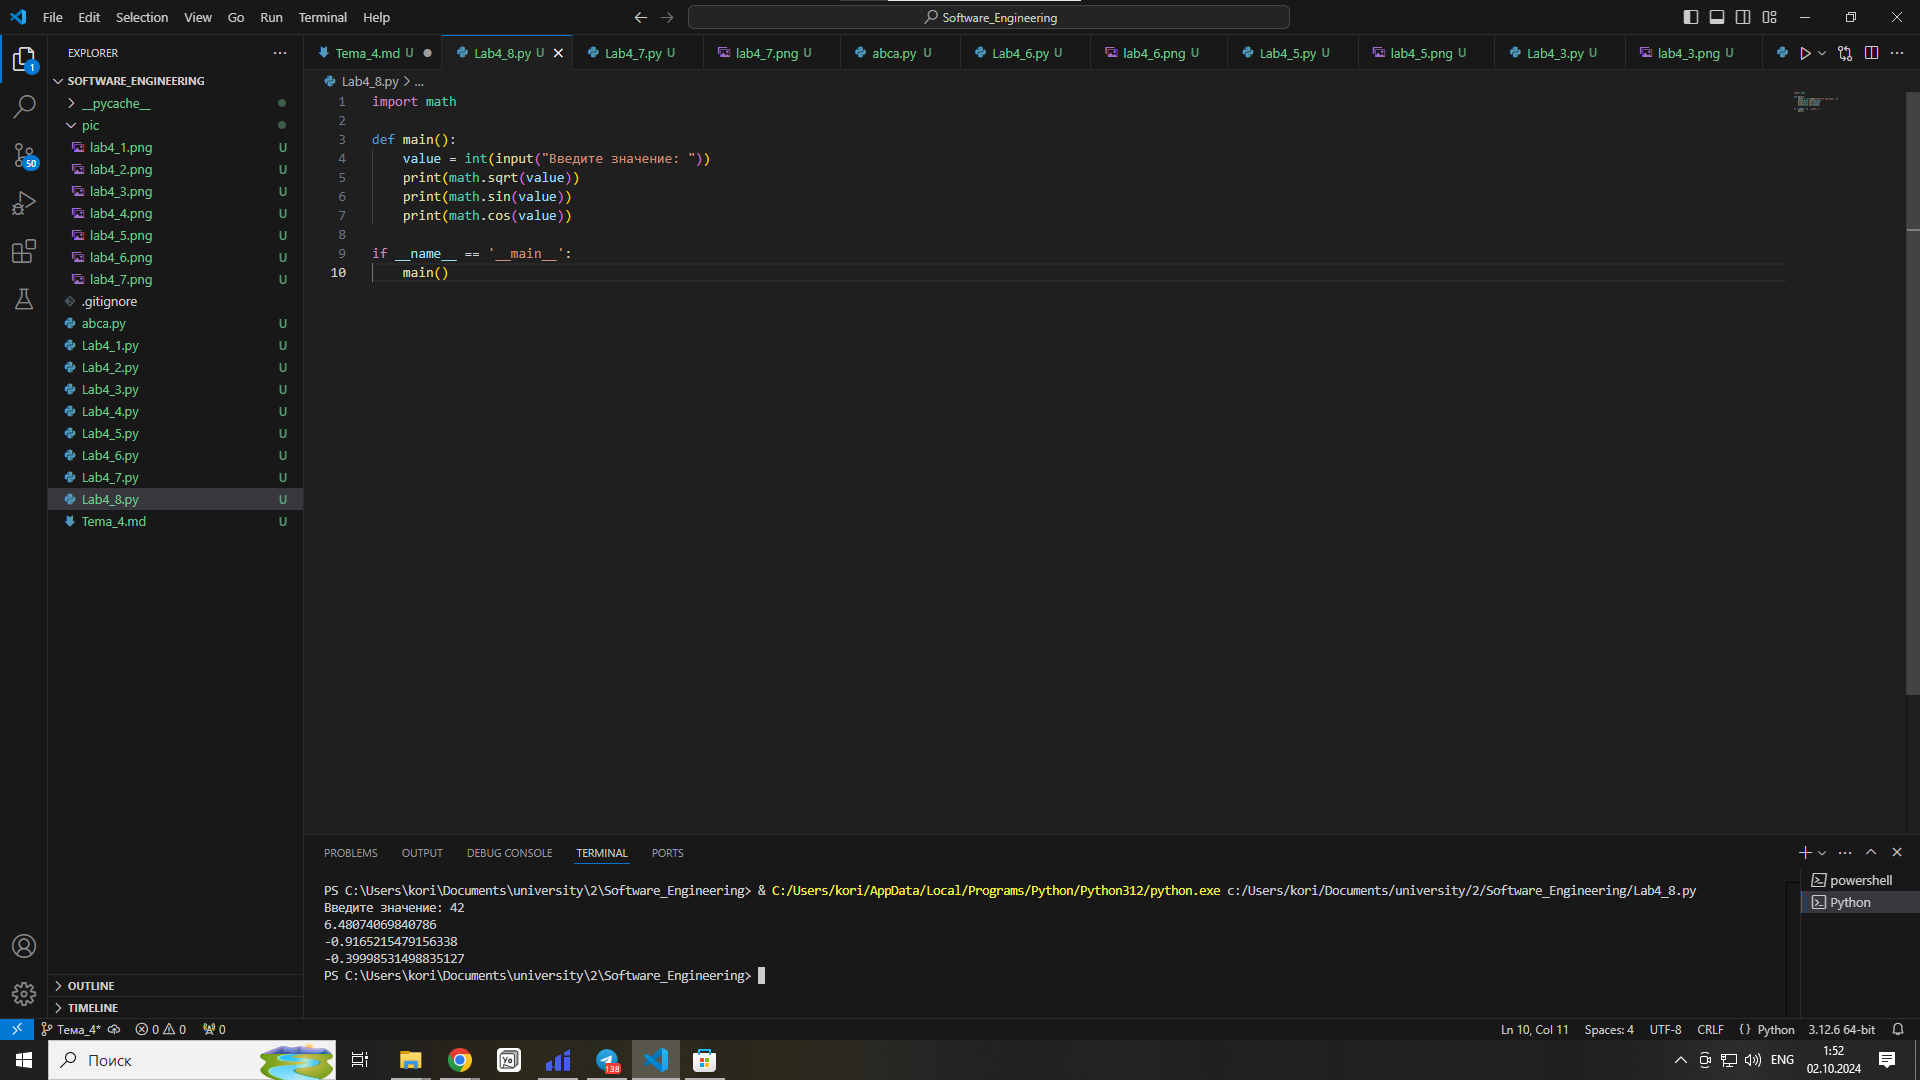 File Edit Selection View Go Run Terminal Help
Software_Engineering
EXPLORER
SOFTWARE_ENGINEERING
__pycache__
pic
lab4_1.png U
lab4_2.png U
lab4_3.png U
lab4_4.png U
lab4_5.png U
lab4_6.png U
lab4_7.png U
.gitignore
abca.py U
Lab4_1.py U
Lab4_2.py U
Lab4_3.py U
Lab4_4.py U
Lab4_5.py U
Lab4_6.py U
Lab4_7.py U
Lab4_8.py U
Tema_4.md U
OUTLINE
TIMELINE
1
50
Tema_4.md U Lab4_8.py U Lab4_7.py U lab4_7.png U abca.py U Lab4_6.py U lab4_6.png U Lab4_5.py U lab4_5.png U Lab4_3.py U lab4_3.png U
Lab4_8.py > ...
1 import math
2
3 def main():
4 value = int(input("Введите значение: "))
5 print(math.sqrt(value))
6 print(math.sin(value))
7 print(math.cos(value))
8
9 if __name__ == '__main__':
10 main()
PROBLEMS OUTPUT DEBUG CONSOLE TERMINAL PORTS
PS C:\Users\kori\Documents\university\2\Software_Engineering> & C:/Users/kori/AppData/Local/Programs/Python/Python312/python.exe c:/Users/kori/Documents/university/2/Software_Engineering/Lab4_8.py
Введите значение: 42
6.48074069840786
-0.9165215479156338
-0.39998531498835127
PS C:\Users\kori\Documents\university\2\Software_Engineering>
powershell
Python
Тема_4* 0 0 0
Ln 10, Col 11 Spaces: 4 UTF-8 CRLF {} Python 3.12.6 64-bit
Поиск
Yo
138
ENG
1:52
02.10.2024